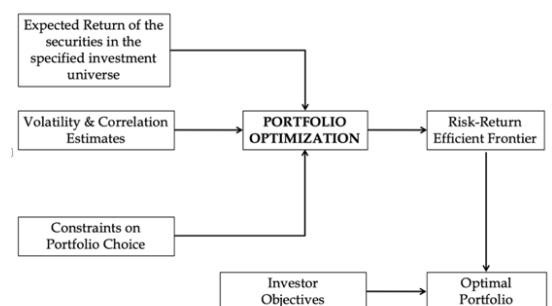 Expected Return of the
securities in the
specified investment
universe
Volatility & Correlation
Estimates
PORTFOLIO
OPTIMIZATION
Risk-Return
Efficient Frontier
)
Constraints on
Portfolio Choice
Investor
Objectives
Optimal
Portfolio